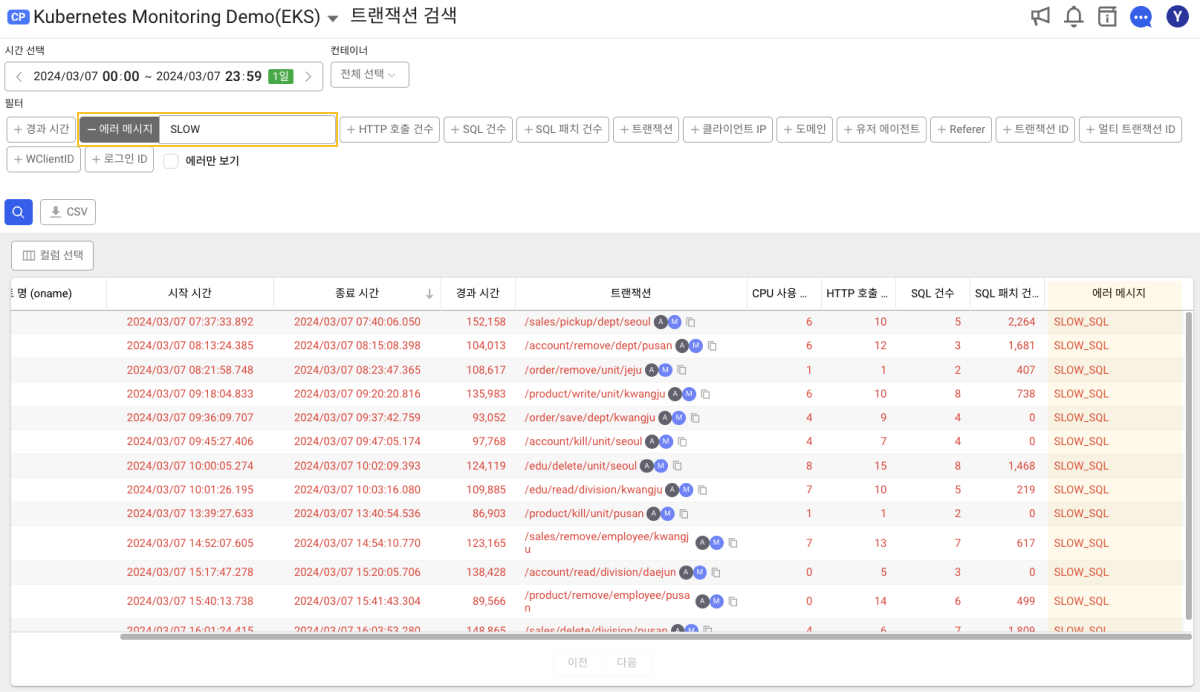 CP Kubernetes Monitoring Demo(EKS) 트랜잭션 검색 Y
시간 선택 컨테이너
2024/03/07 00:00 ~ 2024/03/07 23:59 1일 전체 선택
필터
+ 경과 시간 − 에러 메시지 SLOW + HTTP 호출 건수 + SQL 건수 + SQL 패치 건수 + 트랜잭션 + 클라이언트 IP + 도메인 + 유저 에이전트 + Referer + 트랜잭션 ID + 멀티 트랜잭션 ID
+ WClientID + 로그인 ID 에러만 보기
CSV
컬럼 선택
트 명 (oname) 시작 시간 종료 시간 경과 시간 트랜잭션 CPU 사용 ... HTTP 호출 ... SQL 건수 SQL 패치 건... 에러 메시지
2024/03/07 07:37:33.892 2024/03/07 07:40:06.050 152,158 /sales/pickup/dept/seoul A M 6 10 5 2,264 SLOW_SQL
2024/03/07 08:13:24.385 2024/03/07 08:15:08.398 104,013 /account/remove/dept/pusan A M 6 12 3 1,681 SLOW_SQL
2024/03/07 08:21:58.748 2024/03/07 08:23:47.365 108,617 /order/remove/unit/jeju A M 1 1 2 407 SLOW_SQL
2024/03/07 09:18:04.833 2024/03/07 09:20:20.816 135,983 /product/write/unit/kwangju A M 6 10 8 738 SLOW_SQL
2024/03/07 09:36:09.707 2024/03/07 09:37:42.759 93,052 /order/save/dept/kwangju A M 4 9 4 0 SLOW_SQL
2024/03/07 09:45:27.406 2024/03/07 09:47:05.174 97,768 /account/kill/unit/seoul A M 4 7 4 0 SLOW_SQL
2024/03/07 10:00:05.274 2024/03/07 10:02:09.393 124,119 /edu/delete/unit/seoul A M 8 15 8 1,468 SLOW_SQL
2024/03/07 10:01:26.195 2024/03/07 10:03:16.080 109,885 /edu/read/division/kwangju A M 7 10 5 219 SLOW_SQL
2024/03/07 13:39:27.633 2024/03/07 13:40:54.536 86,903 /product/kill/unit/pusan A M 1 1 2 0 SLOW_SQL
2024/03/07 14:52:07.605 2024/03/07 14:54:10.770 123,165 /sales/remove/employee/kwangj A M 7 13 7 617 SLOW_SQL
u
2024/03/07 15:17:47.278 2024/03/07 15:20:05.706 138,428 /account/read/division/daejun A M 0 5 3 0 SLOW_SQL
2024/03/07 15:40:13.738 2024/03/07 15:41:43.304 89,566 /product/remove/employee/pusa A M 0 14 6 499 SLOW_SQL
n
2024/03/07 16:01:24.415 2024/03/07 16:03:53.280 148,865 /sales/delete/division/pusan A M 4 6 7 1,809 SLOW_SQL
이전 다음